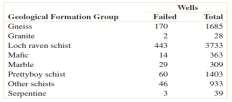 Wells
Geological Formation Group Failed Total
Gneiss 170 1685
Granite 2 28
Loch raven schist 443 3733
Mafic 14 363
Marble 29 309
Prettyboy schist 60 1403
Other schists 46 933
Serpentine 3 39